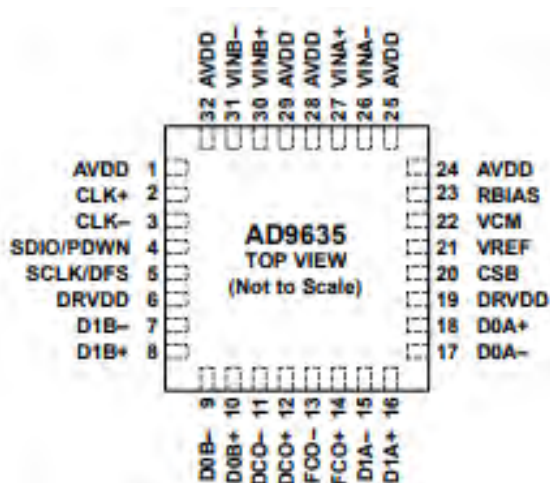 32 AVDD
31 VINB–
30 VINB+
29 AVDD
28 AVDD
27 VINA+
26 VINA–
25 AVDD
AVDD 1
CLK+ 2
CLK– 3
SDIO/PDWN 4
SCLK/DFS 5
DRVDD 6
D1B– 7
D1B+ 8
AD9635
TOP VIEW
(Not to Scale)
24 AVDD
23 RBIAS
22 VCM
21 VREF
20 CSB
19 DRVDD
18 D0A+
17 D0A–
D0B– 9
D0B+ 10
DCO– 11
DCO+ 12
FCO– 13
FCO+ 14
D1A– 15
D1A+ 16